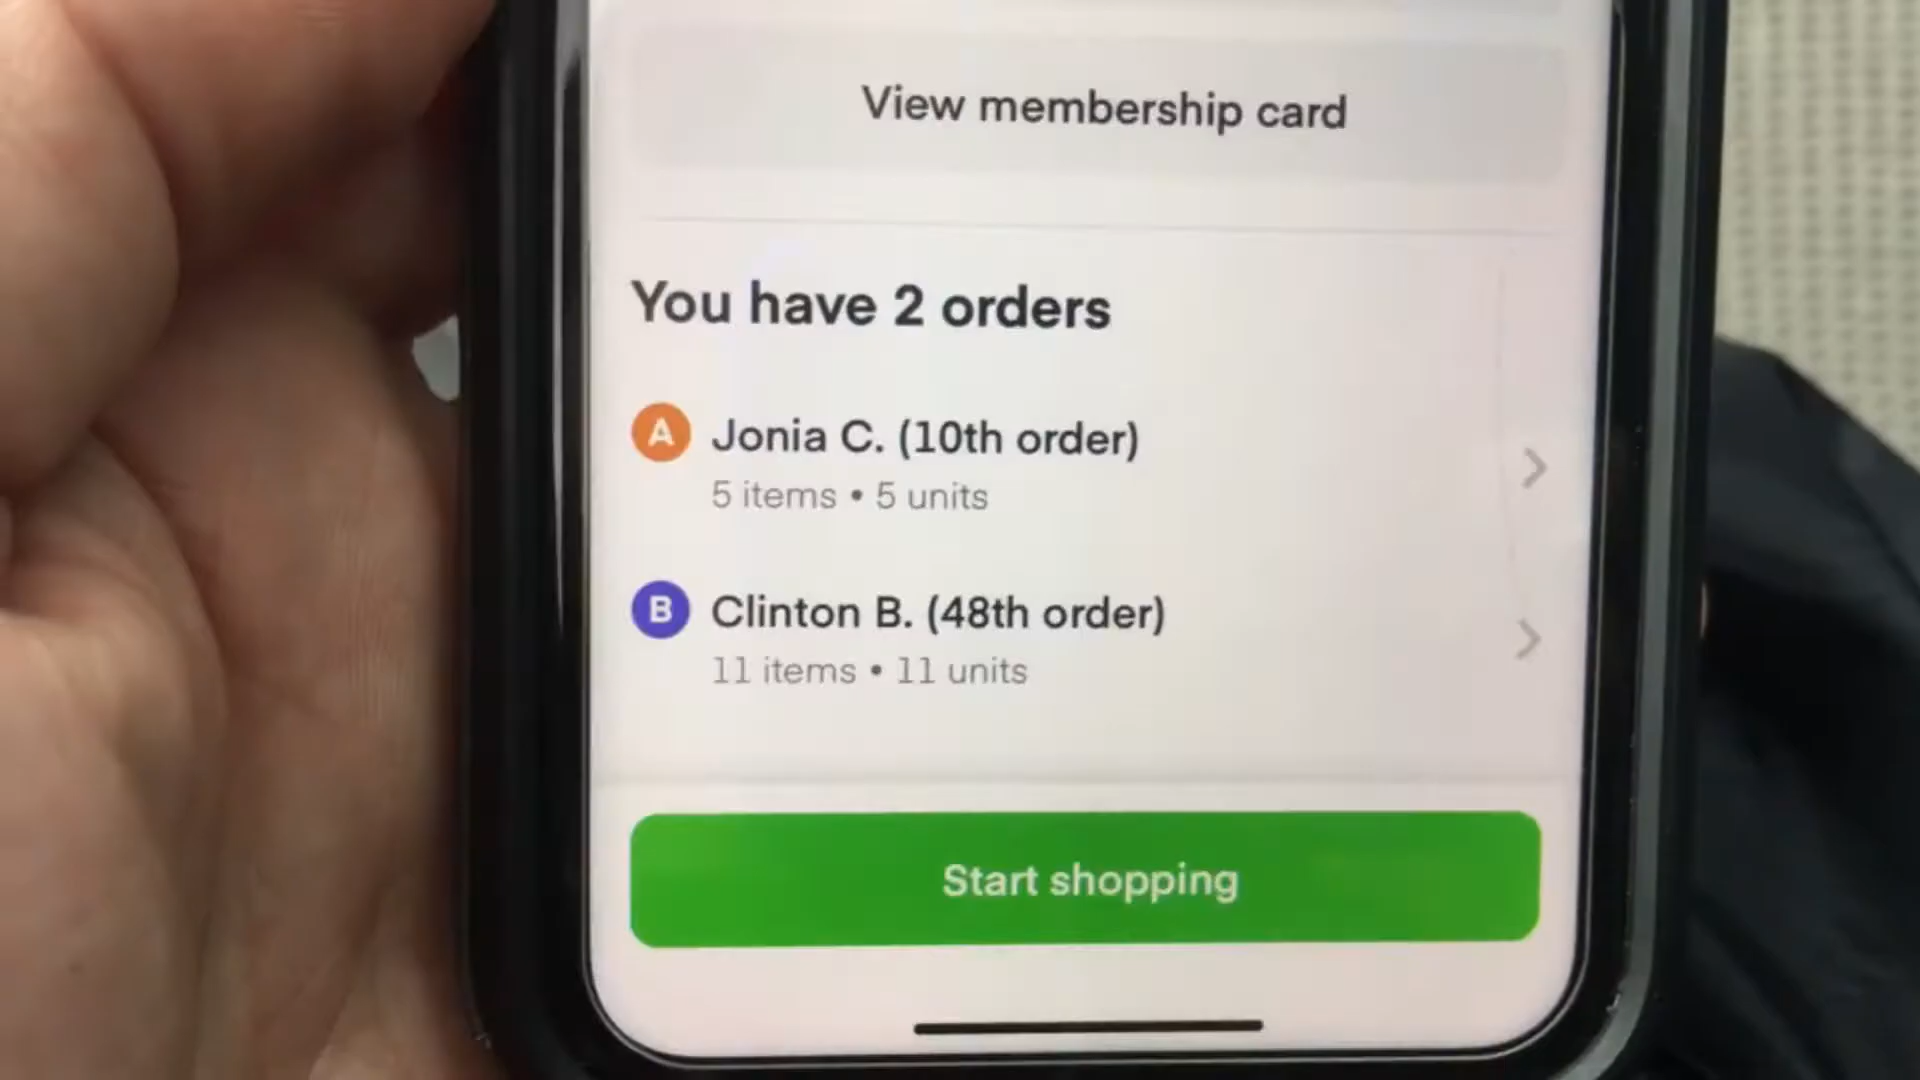 View membership card
You have 2 orders
A Jonia C. (10th order)
5 items • 5 units
B Clinton B. (48th order)
11 items • 11 units
Start shopping